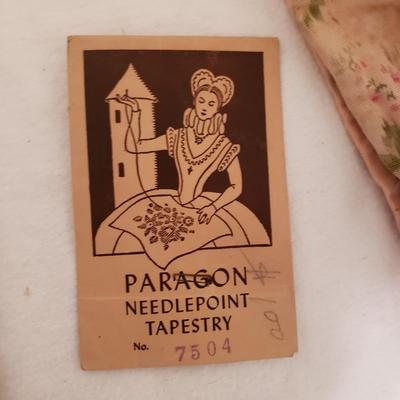 PARAGON
NEEDLEPOINT
TAPESTRY
No. 7504